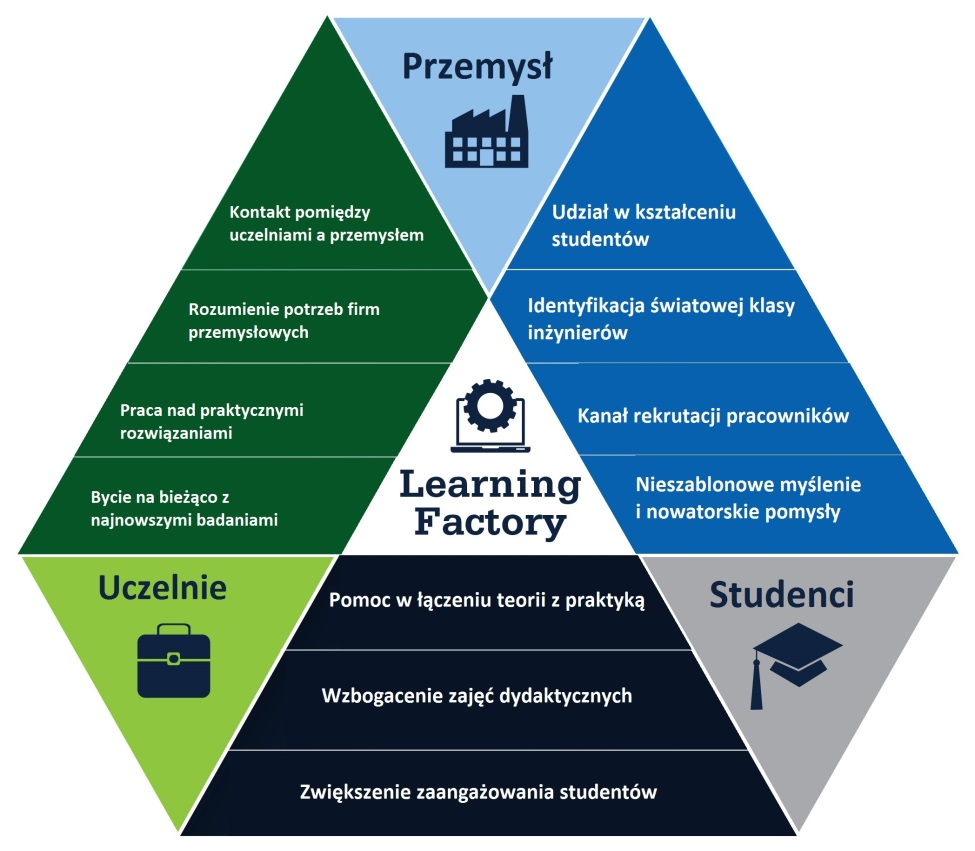 Przemysł
Kontakt pomiędzy
uczelniami a przemysłem
Rozumienie potrzeb firm
przemysłowych
Praca nad praktycznymi
rozwiązaniami
Bycie na bieżąco z
najnowszymi badaniami
Udział w kształceniu
studentów
Identyfikacja światowej klasy
inżynierów
Kanał rekrutacji pracowników
Nieszablonowe myślenie
i nowatorskie pomysły
Learning
Factory
Uczelnie
Pomoc w łączeniu teorii z praktyką
Wzbogacenie zajęć dydaktycznych
Zwiększenie zaangażowania studentów
Studenci